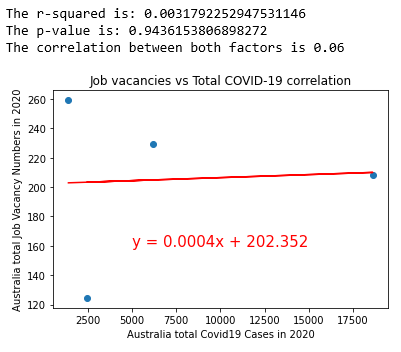 The r-squared is: 0.0031792252947531146
The p-value is: 0.9436153806898272
The correlation between both factors is 0.06
Job vacancies vs Total COVID-19 correlation
Australia total Job Vacancy Numbers in 2020
260
240
220
200
180
160
140
120
y = 0.0004x + 202.352
2500 5000 7500 10000 12500 15000 17500
Australia total Covid19 Cases in 2020